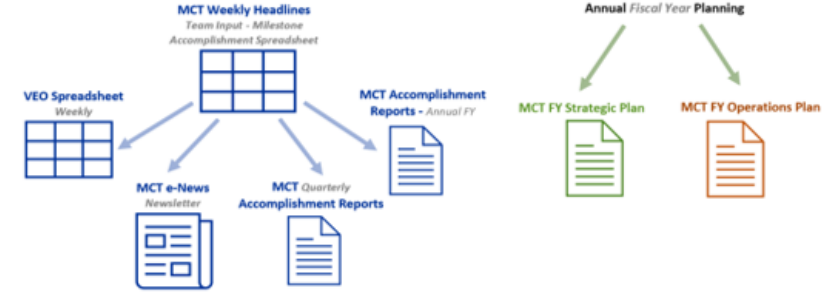 MCT Weekly Headlines
Team Input - Milestone
Accomplishment Spreadsheet
VEO Spreadsheet
Weekly
MCT Accomplishment
Reports - Annual FY
MCT e-News
Newsletter
MCT Quarterly
Accomplishment Reports
Annual Fiscal Year Planning
MCT FY Strategic Plan
MCT FY Operations Plan